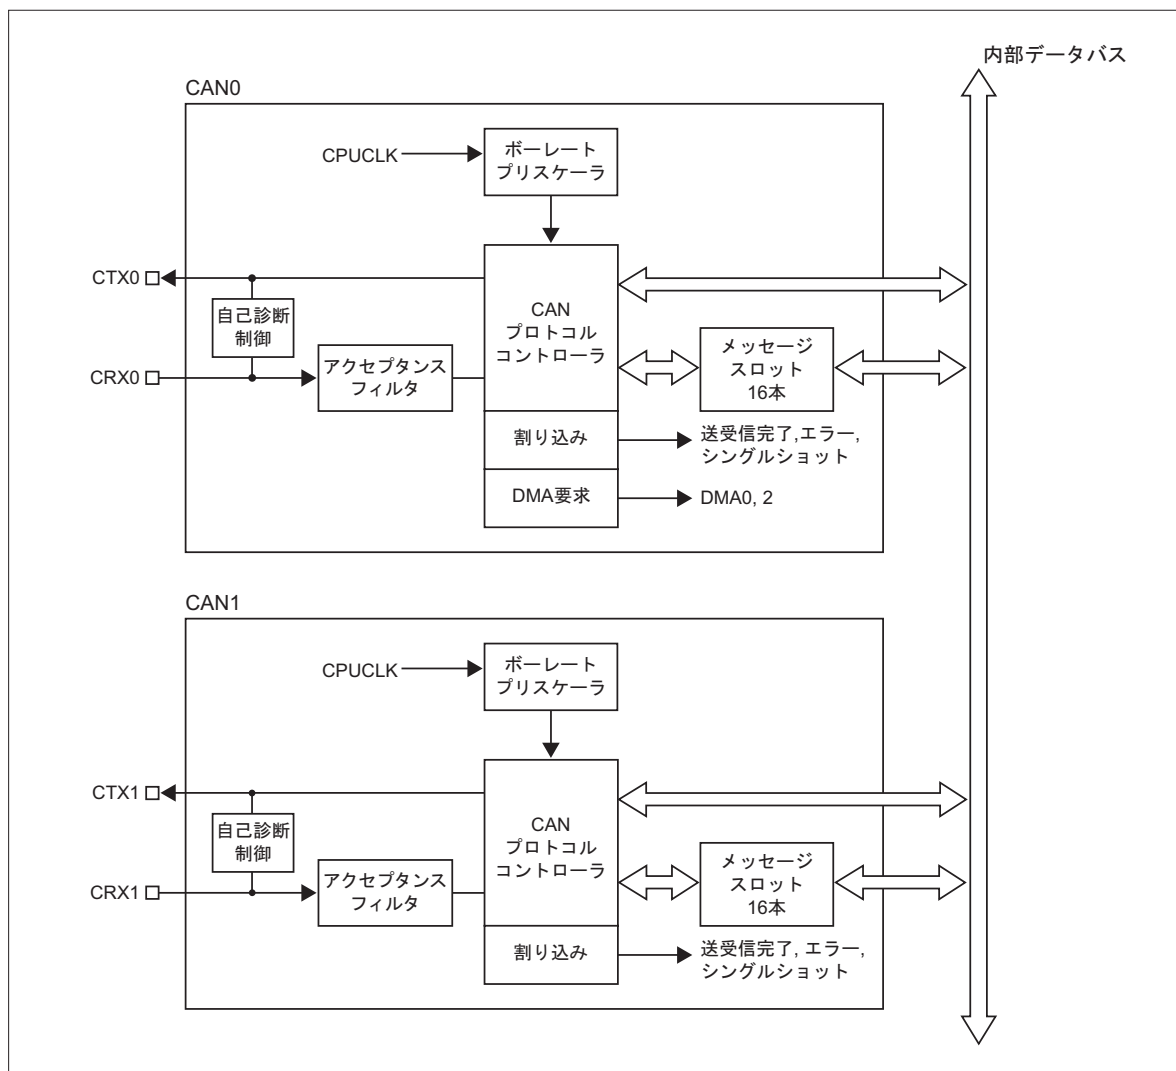 内部データバス
CAN0
CPUCLK
ボーレート
プリスケーラ
CTX0
自己診断
制御
CRX0
アクセプタンス
フィルタ
CAN
プロトコル
コントローラ
メッセージ
スロット
16本
割り込み
送受信完了,エラー,
シングルショット
DMA要求
DMA0, 2
CAN1
CPUCLK
ボーレート
プリスケーラ
CTX1
自己診断
制御
CRX1
アクセプタンス
フィルタ
CAN
プロトコル
コントローラ
メッセージ
スロット
16本
割り込み
送受信完了, エラー,
シングルショット